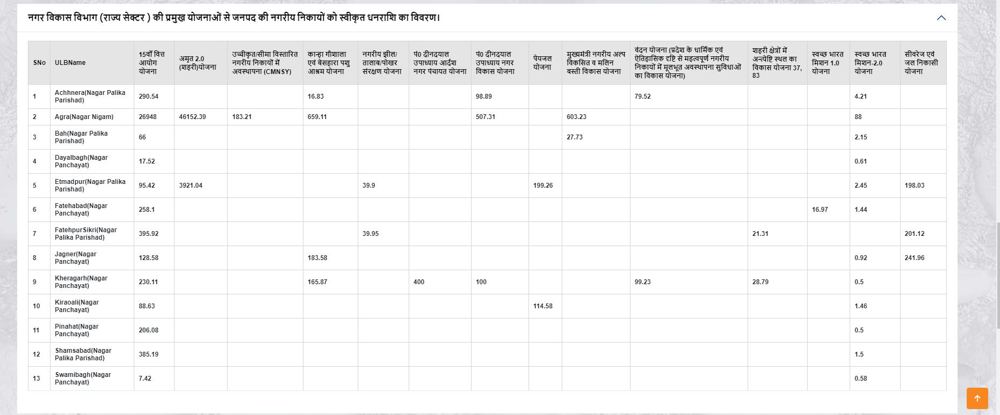 नगर विकास विभाग (राज्य सेक्टर ) की प्रमुख योजनाओं से जनपद की नगरीय निकायों को स्वीकृत धनराशि का विवरण।
SNo ULBName 15वाँ वित्त आयोग योजना अमृत 2.0 (शहरी)योजना उच्चीकृत/सीमा विस्तारित नगरीय निकायों में अवस्थापना (CMNSY) कान्हा गौशाला एवं बेसहारा पशु आश्रम योजना नगरीय झील/तालाब/पोखर संरक्षण योजना पं0 दीनदयाल उपाध्याय आर्दश नगर पंचायत योजना पं0 दीनदयाल उपाध्याय नगर विकास योजना पेयजल योजना मुख्यमंत्री नगरीय अल्प विकसित व मलिन बस्ती विकास योजना वंदन योजना (प्रदेश के धार्मिक एवं ऐतिहासिक दृष्टि से महत्वपूर्ण नगरीय निकायों में मूलभूत अवस्थापना सुविधाओं का विकास योजना) शहरी क्षेत्रों में अन्त्येष्टि स्थल का विकास योजना 37, 83 स्वच्छ भारत मिशन 1.0 योजना स्वच्छ भारत मिशन-2.0 योजना सीवरेज एवं जल निकासी योजना
1 Achhnera(Nagar Palika Parishad) 290.54 16.83 98.89 79.52 4.21
2 Agra(Nagar Nigam) 26948 46152.39 183.21 659.11 507.31 603.23 88
3 Bah(Nagar Palika Parishad) 66 27.73 2.15
4 Dayalbagh(Nagar Panchayat) 17.52 0.61
5 Etmadpur(Nagar Palika Parishad) 95.42 3921.04 39.9 199.26 2.45 198.03
6 Fatehabad(Nagar Panchayat) 258.1 16.97 1.44
7 FatehpurSikri(Nagar Palika Parishad) 395.92 39.95 21.31 201.12
8 Jagner(Nagar Panchayat) 128.58 183.58 0.92 241.96
9 Kheragarh(Nagar Panchayat) 230.11 165.87 400 100 99.23 28.79 0.5
10 Kiraoali(Nagar Panchayat) 88.63 114.58 1.46
11 Pinahat(Nagar Panchayat) 206.08 0.5
12 Shamsabad(Nagar Palika Parishad) 385.19 1.5
13 Swamibagh(Nagar Panchayat) 7.42 0.58